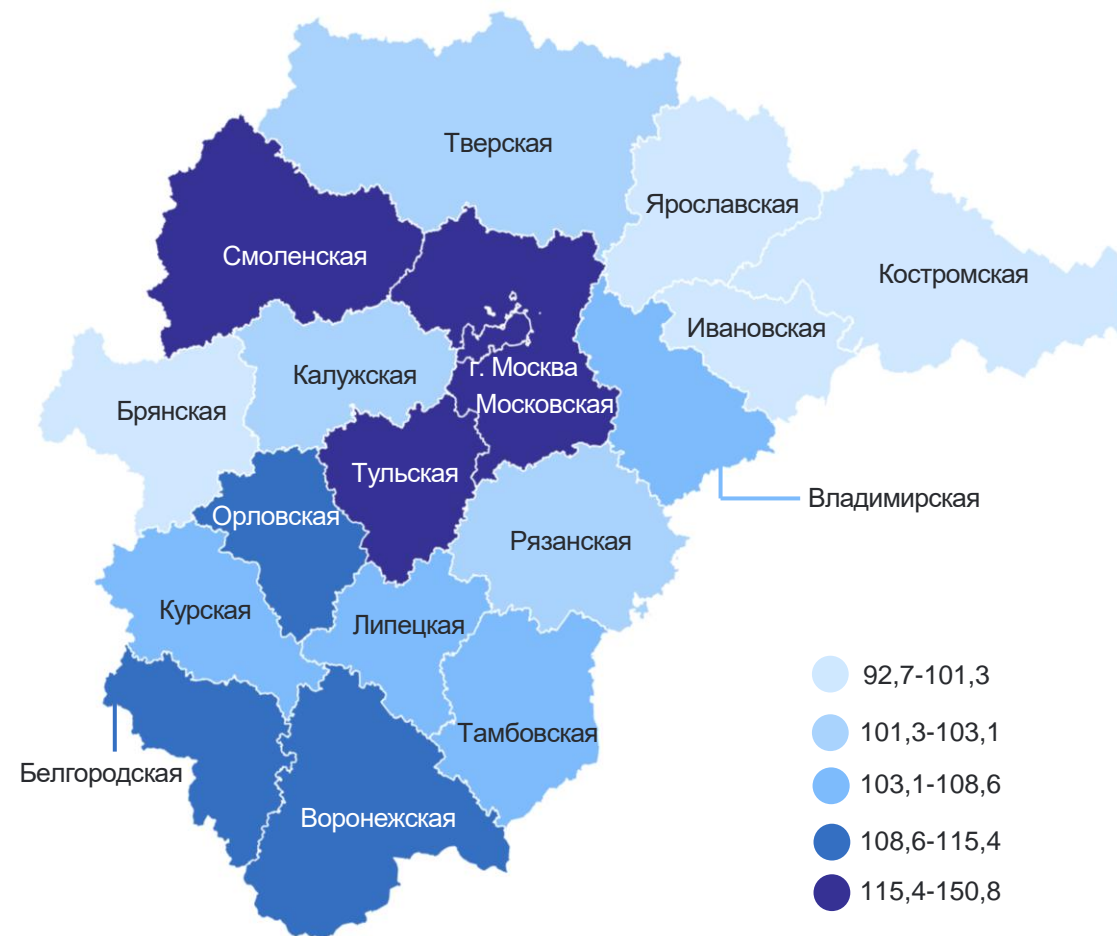 Тверская
Ярославская
Смоленская
Костромская
Ивановская
г. Москва
Калужская
Московская
Брянская
Тульская
Владимирская
Орловская
Рязанская
Курская
Липецкая
Тамбовская
Белгородская
Воронежская
92,7-101,3
101,3-103,1
103,1-108,6
108,6-115,4
115,4-150,8